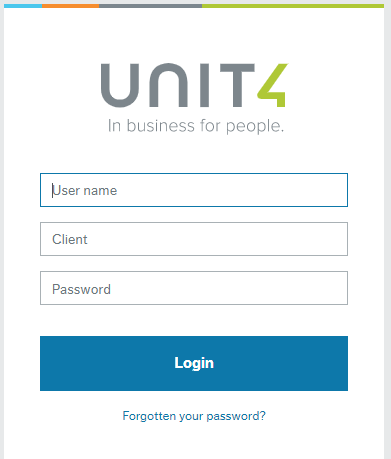 UNIT4
In business for people.
User name
Client
Password
Login
Forgotten your password?